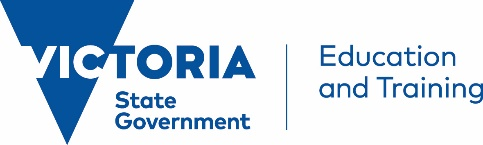 VICTORIA
State
Government
Education
and Training